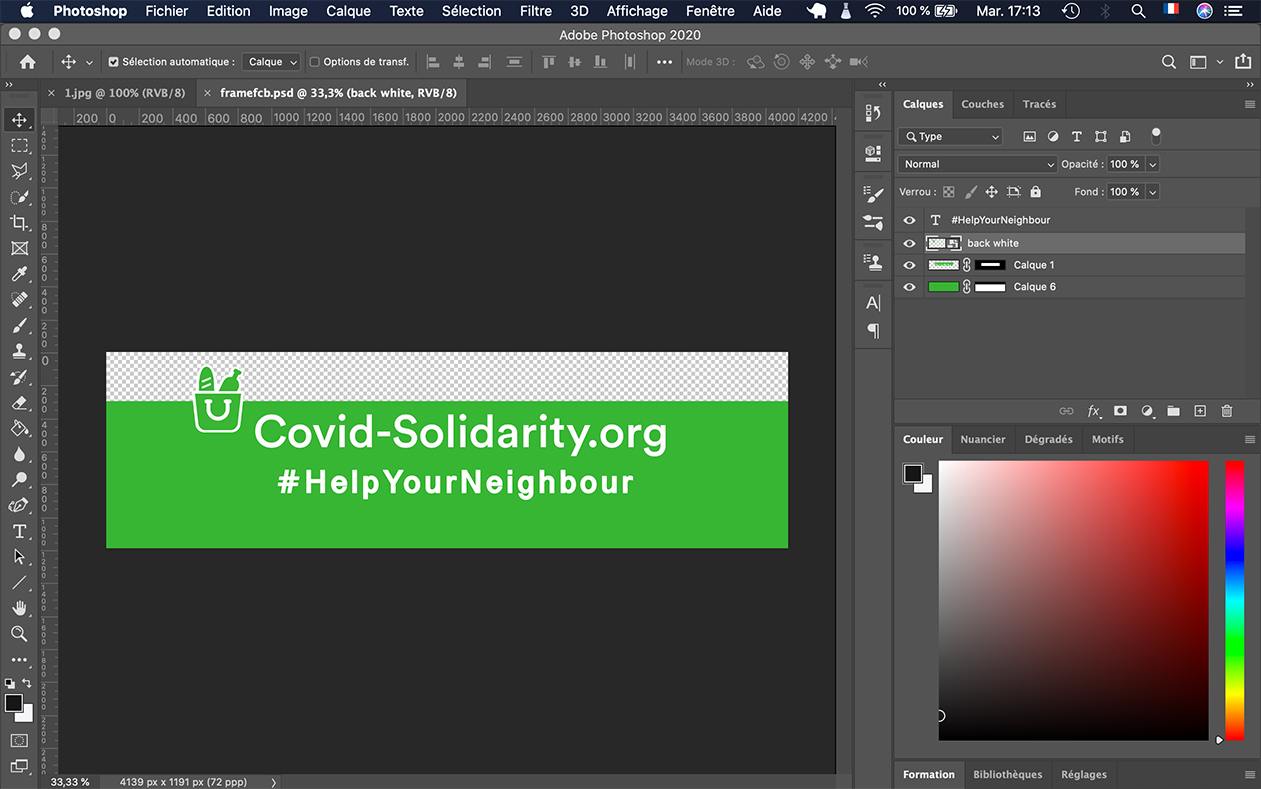 Photoshop Fichier Edition Image Calque Texte Sélection Filtre 3D Affichage Fenêtre Aide 100 % Mar. 17:13
Adobe Photoshop 2020
Sélection automatique : Calque Options de transf. Mode 3D :
1.jpg @ 100% (RVB/8) framefcb.psd @ 33,3% (back white, RVB/8)
200 0 200 400 600 800 1000 1200 1400 1600 1800 2000 2200 2400 2600 2800 3000 3200 3400 3600 3800 4000 4200
Calques Couches Tracés
Type
Normal Opacité : 100 %
Verrou : Fond : 100 %
T #HelpYourNeighbour
back white
Calque 1
Calque 6
Covid-Solidarity.org
#HelpYourNeighbour
fx
Couleur Nuancier Dégradés Motifs
33,33 % 4139 px x 1191 px (72 ppp)
Formation Bibliothèques Réglages